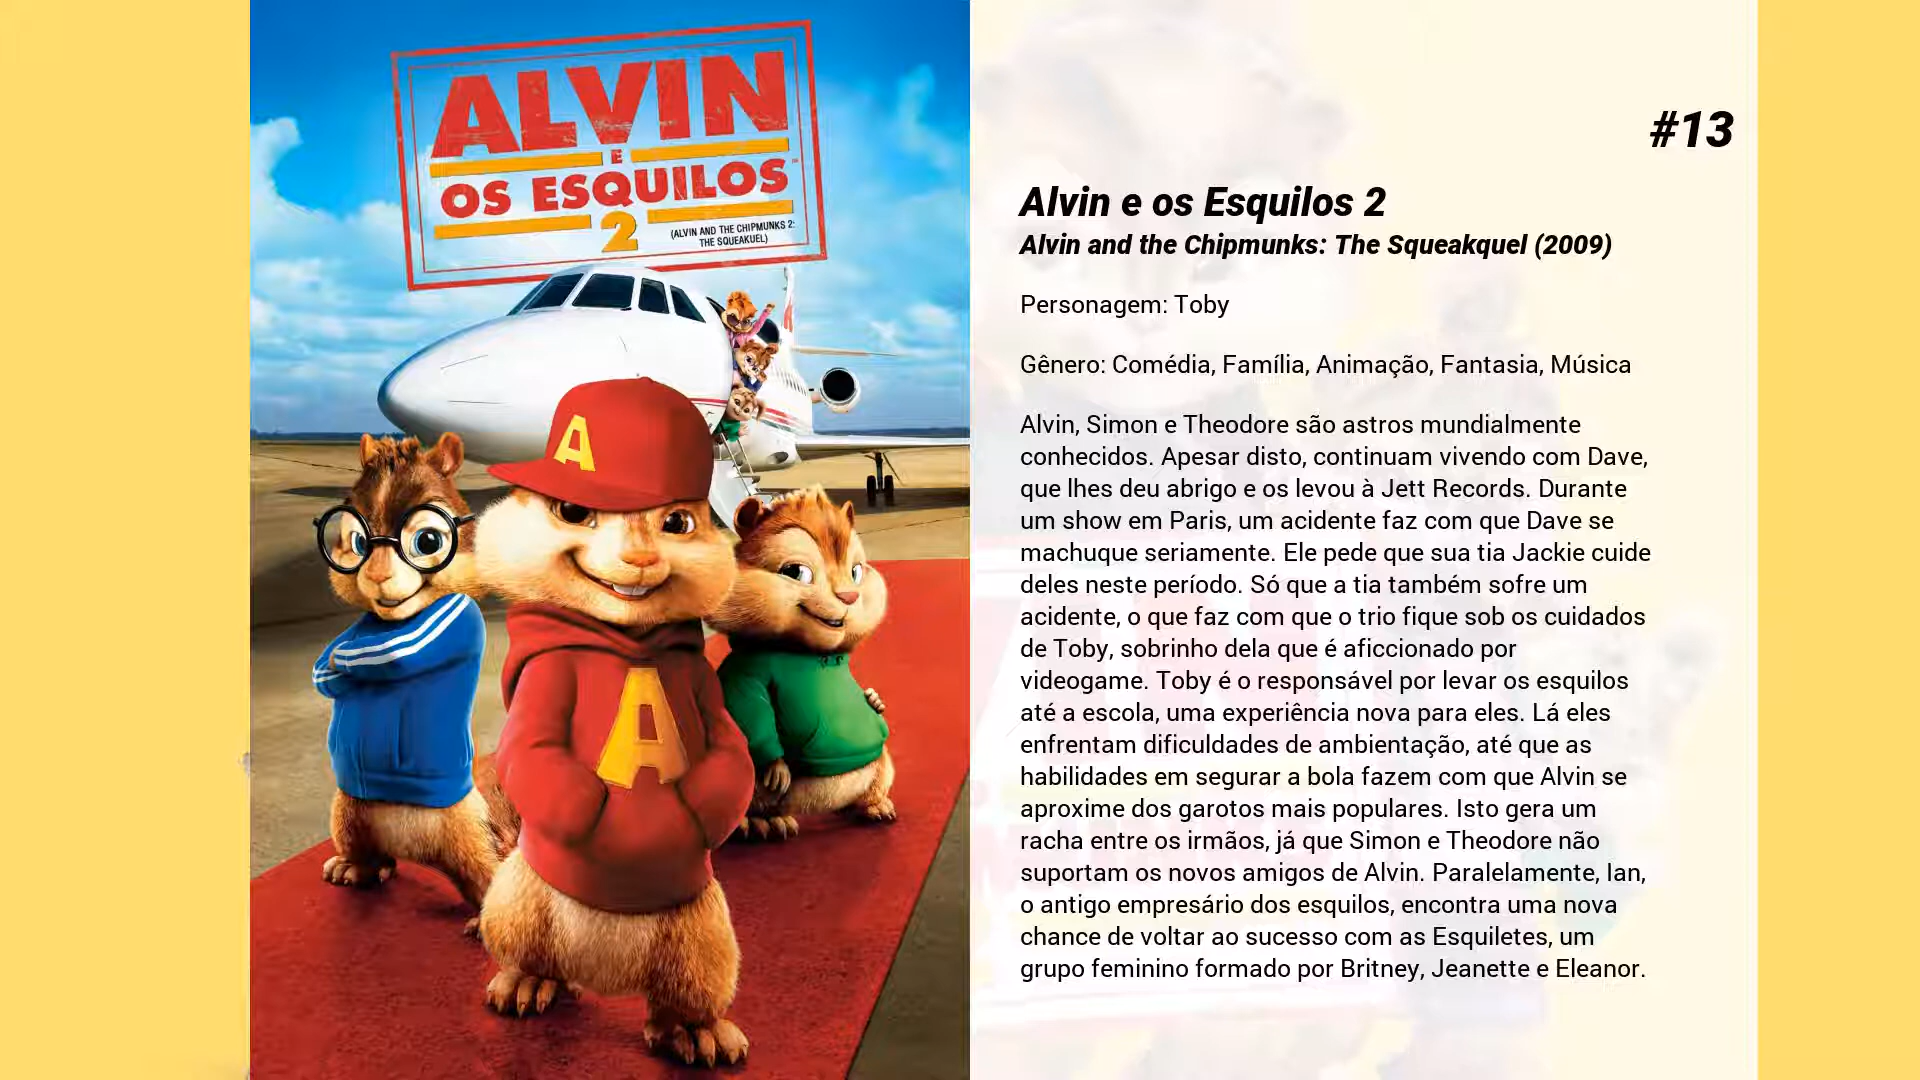 ALVIN
E
OS ESQUILOS
2
(ALVIN AND THE CHIPMUNKS 2:
THE SQUEAKUEL)
A
A
#13
Alvin e os Esquilos 2
Alvin and the Chipmunks: The Squeakquel (2009)
Personagem: Toby
Gênero: Comédia, Família, Animação, Fantasia, Música
Alvin, Simon e Theodore são astros mundialmente
conhecidos. Apesar disto, continuam vivendo com Dave,
que lhes deu abrigo e os levou à Jett Records. Durante
um show em Paris, um acidente faz com que Dave se
machuque seriamente. Ele pede que sua tia Jackie cuide
deles neste período. Só que a tia também sofre um
acidente, o que faz com que o trio fique sob os cuidados
de Toby, sobrinho dela que é aficcionado por
videogame. Toby é o responsável por levar os esquilos
até a escola, uma experiência nova para eles. Lá eles
enfrentam dificuldades de ambientação, até que as
habilidades em segurar a bola fazem com que Alvin se
aproxime dos garotos mais populares. Isto gera um
racha entre os irmãos, já que Simon e Theodore não
suportam os novos amigos de Alvin. Paralelamente, Ian,
o antigo empresário dos esquilos, encontra uma nova
chance de voltar ao sucesso com as Esquiletes, um
grupo feminino formado por Britney, Jeanette e Eleanor.